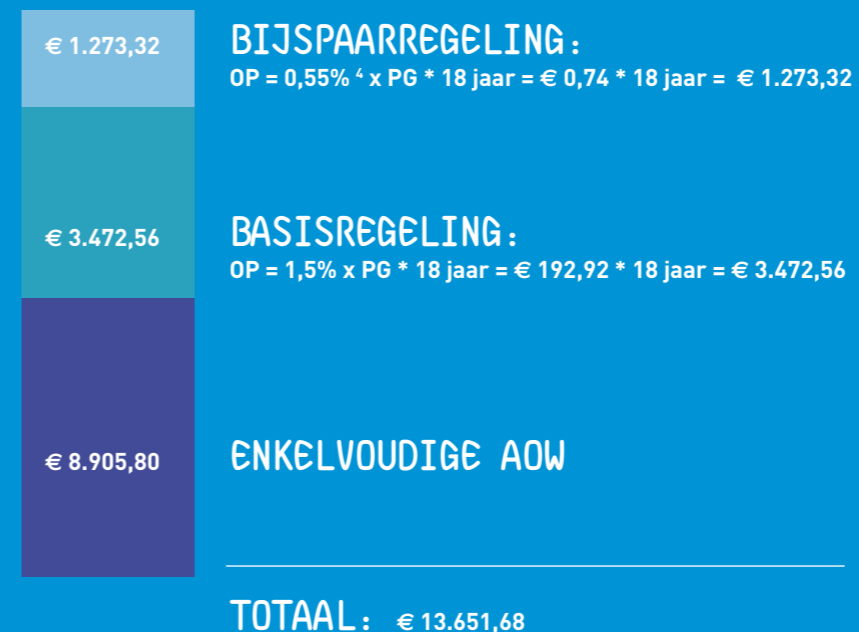 € 1.273,32
BIJSPAARREGELING:
OP = 0,55% ⁴ x PG * 18 jaar = € 0,74 * 18 jaar = € 1.273,32
€ 3.472,56
BASISREGELING:
OP = 1,5% x PG * 18 jaar = € 192,92 * 18 jaar = € 3.472,56
€ 8.905,80
ENKELVOUDIGE AOW
TOTAAL: € 13.651,68